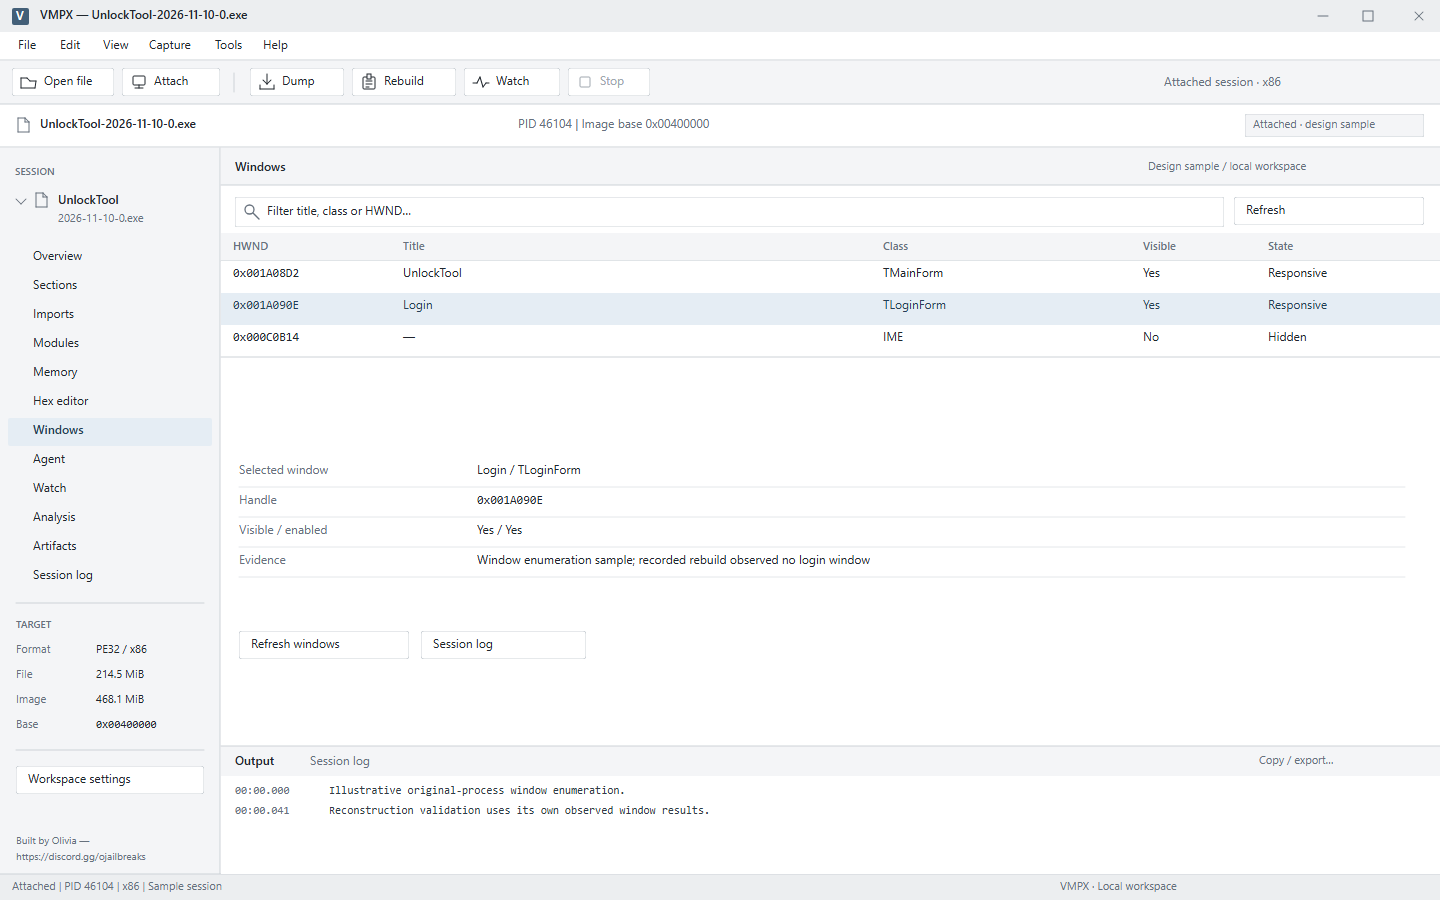 V VMPX — UnlockTool-2026-11-10-0.exe
File Edit View Capture Tools Help
Open file Attach Dump Rebuild Watch Stop Attached session · x86
UnlockTool-2026-11-10-0.exe PID 46104 | Image base 0x00400000 Attached · design sample
SESSION
UnlockTool
2026-11-10-0.exe
Overview
Sections
Imports
Modules
Memory
Hex editor
Windows
Agent
Watch
Analysis
Artifacts
Session log
TARGET
Format PE32 / x86
File 214.5 MiB
Image 468.1 MiB
Base 0x00400000
Workspace settings
Built by Olivia —
https://discord.gg/ojailbreaks
Windows Design sample / local workspace
Filter title, class or HWND... Refresh
HWND Title Class Visible State
0x001A08D2 UnlockTool TMainForm Yes Responsive
0x001A090E Login TLoginForm Yes Responsive
0x000C0B14 — IME No Hidden
Selected window Login / TLoginForm
Handle 0x001A090E
Visible / enabled Yes / Yes
Evidence Window enumeration sample; recorded rebuild observed no login window
Refresh windows Session log
Output Session log Copy / export...
00:00.000 Illustrative original-process window enumeration.
00:00.041 Reconstruction validation uses its own observed window results.
Attached | PID 46104 | x86 | Sample session VMPX · Local workspace